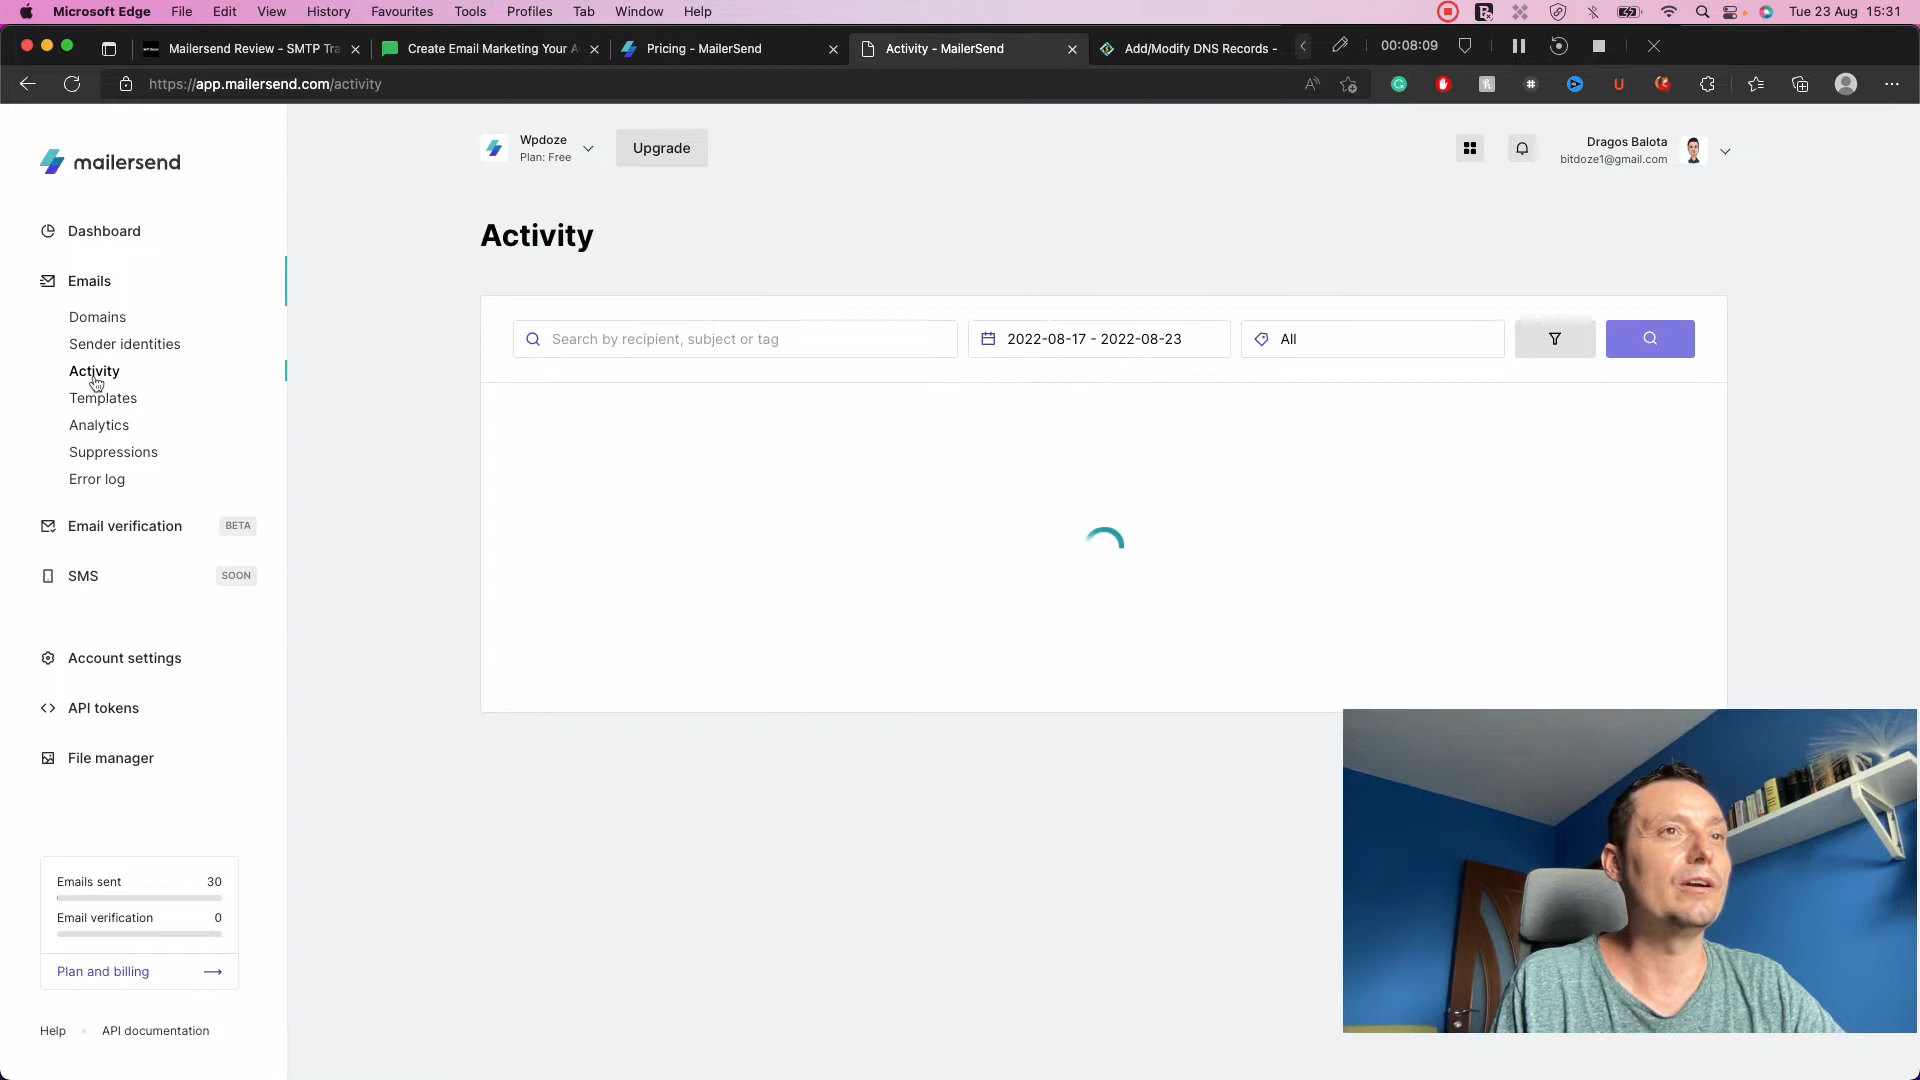 Microsoft Edge File Edit View History Favourites Tools Profiles Tab Window Help Tue 23 Aug 15:31
Mailersend Review - SMTP Tra Create Email Marketing Your A Pricing - MailerSend Activity - MailerSend Add/Modify DNS Records - 00:08:09
https://app.mailersend.com/activity
mailersend
Wpdoze
Plan: Free
Upgrade
Dragos Balota
bitdoze1@gmail.com
Dashboard
Emails
Domains
Sender identities
Activity
Templates
Analytics
Suppressions
Error log
Email verification BETA
SMS SOON
Account settings
API tokens
File manager
Emails sent 30
Email verification 0
Plan and billing
Help API documentation
Activity
Search by recipient, subject or tag 2022-08-17 - 2022-08-23 All